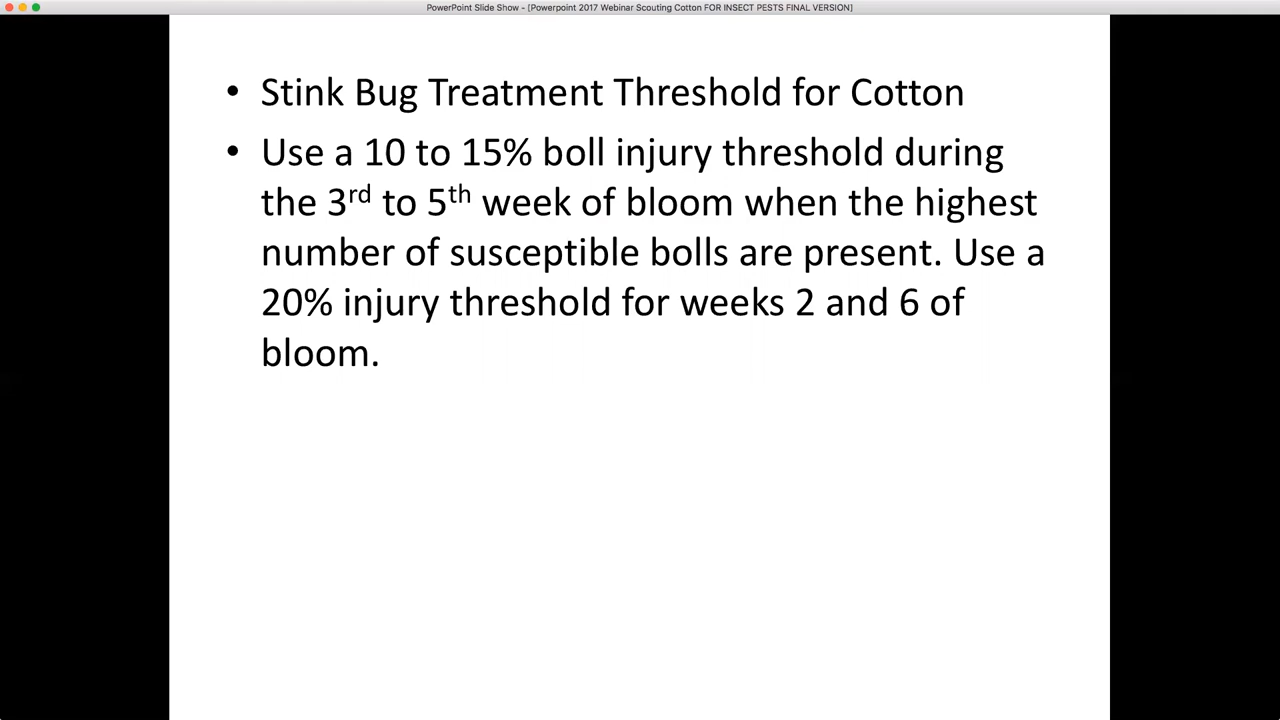 PowerPoint Slide Show - [Powerpoint 2017 Webinar Scouting Cotton FOR INSECT PESTS FINAL VERSION]
• Stink Bug Treatment Threshold for Cotton
• Use a 10 to 15% boll injury threshold during
the 3rd to 5th week of bloom when the highest
number of susceptible bolls are present. Use a
20% injury threshold for weeks 2 and 6 of
bloom.